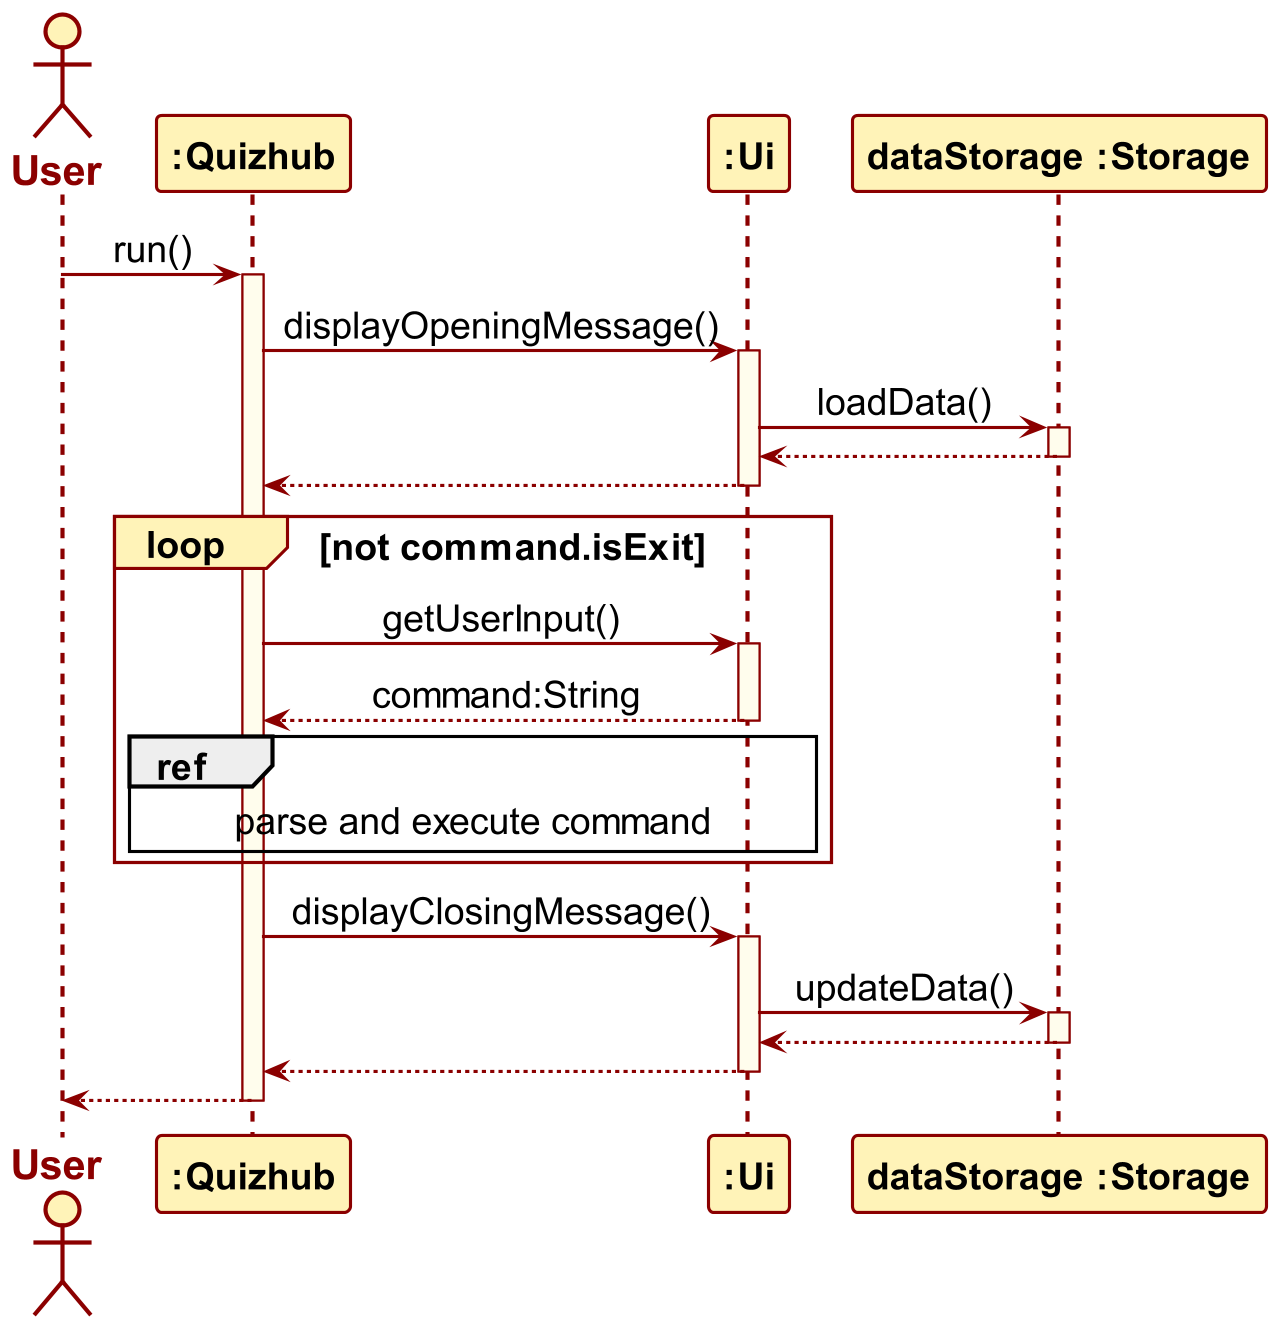 User
:Quizhub
:Ui
dataStorage :Storage
run()
displayOpeningMessage()
loadData()
loop
[not command.isExit]
getUserInput()
command:String
ref
parse and execute command
displayClosingMessage()
updateData()
User
:Quizhub
:Ui
dataStorage :Storage